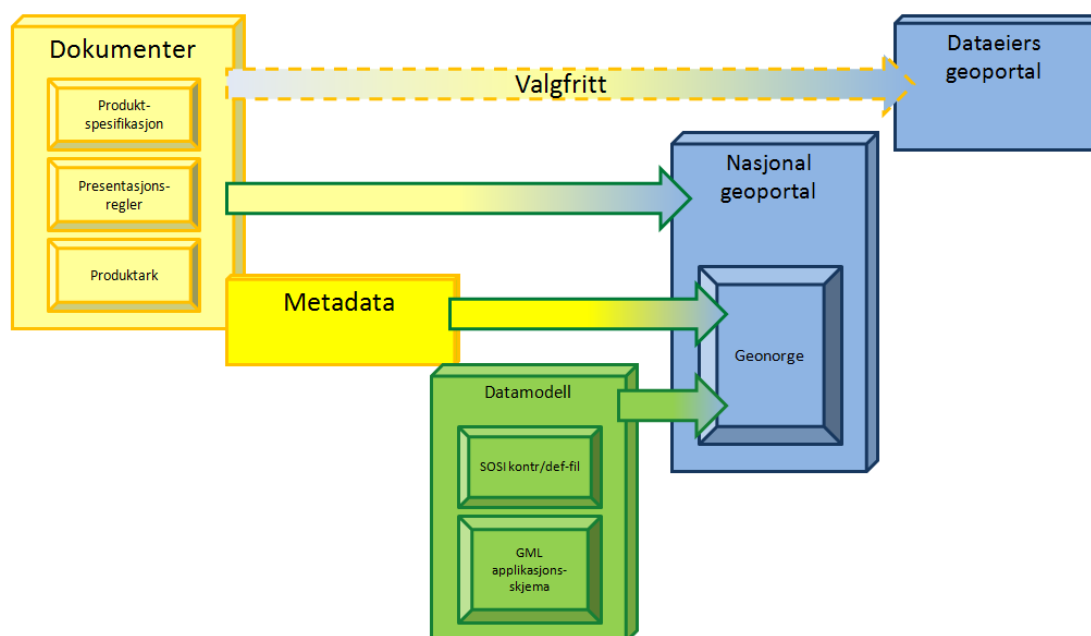 Dokumenter
Produkt-
spesifikasjon
Presentasjons-
regler
Produktark
Valgfritt
Dataeiers
geoportal
Nasjonal
geoportal
Geonorge
Metadata
Datamodell
SOSI kontr/def-fil
GML
applikasjons-
skjema